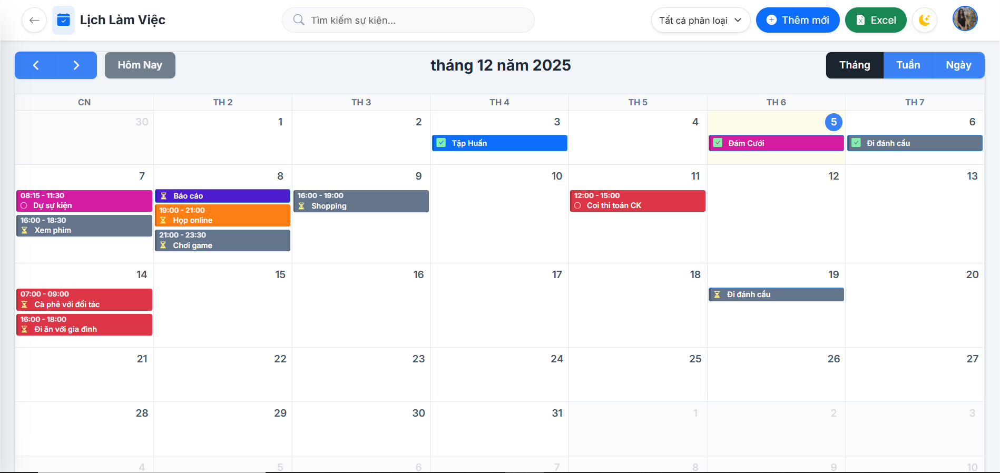 Lịch Làm Việc
Tìm kiếm sự kiện...
Tất cả phân loại
Thêm mới
Excel
Hôm Nay
tháng 12 năm 2025
Tháng
Tuần
Ngày
CN TH 2 TH 3 TH 4 TH 5 TH 6 TH 7
30 1 2 3 4 5 6
Tập Huấn
Đám Cưới
Đi đánh cầu
7 8 9 10 11 12 13
08:15 - 11:30
Dự sự kiện
16:00 - 18:30
Xem phim
Báo cáo
19:00 - 21:00
Họp online
21:00 - 23:30
Chơi game
16:00 - 19:00
Shopping
12:00 - 15:00
Coi thi toán CK
14 15 16 17 18 19 20
07:00 - 09:00
Cà phê với đối tác
16:00 - 18:00
Đi ăn với gia đình
Đi đánh cầu
21 22 23 24 25 26 27
28 29 30 31 1 2 3
4 5 6 7 8 9 10